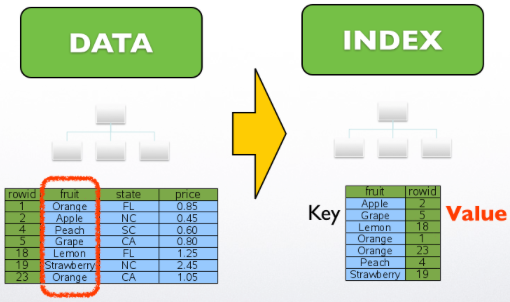 DATA
INDEX
rowid fruit state price
1 Orange FL 0.85
2 Apple NC 0.45
4 Peach SC 0.60
5 Grape CA 0.80
18 Lemon FL 1.25
19 Strawberry NC 2.45
23 Orange CA 1.05
fruit rowid
Apple 2
Grape 5
Lemon 18
Orange 1
Orange 23
Peach 4
Strawberry 19
Key
Value